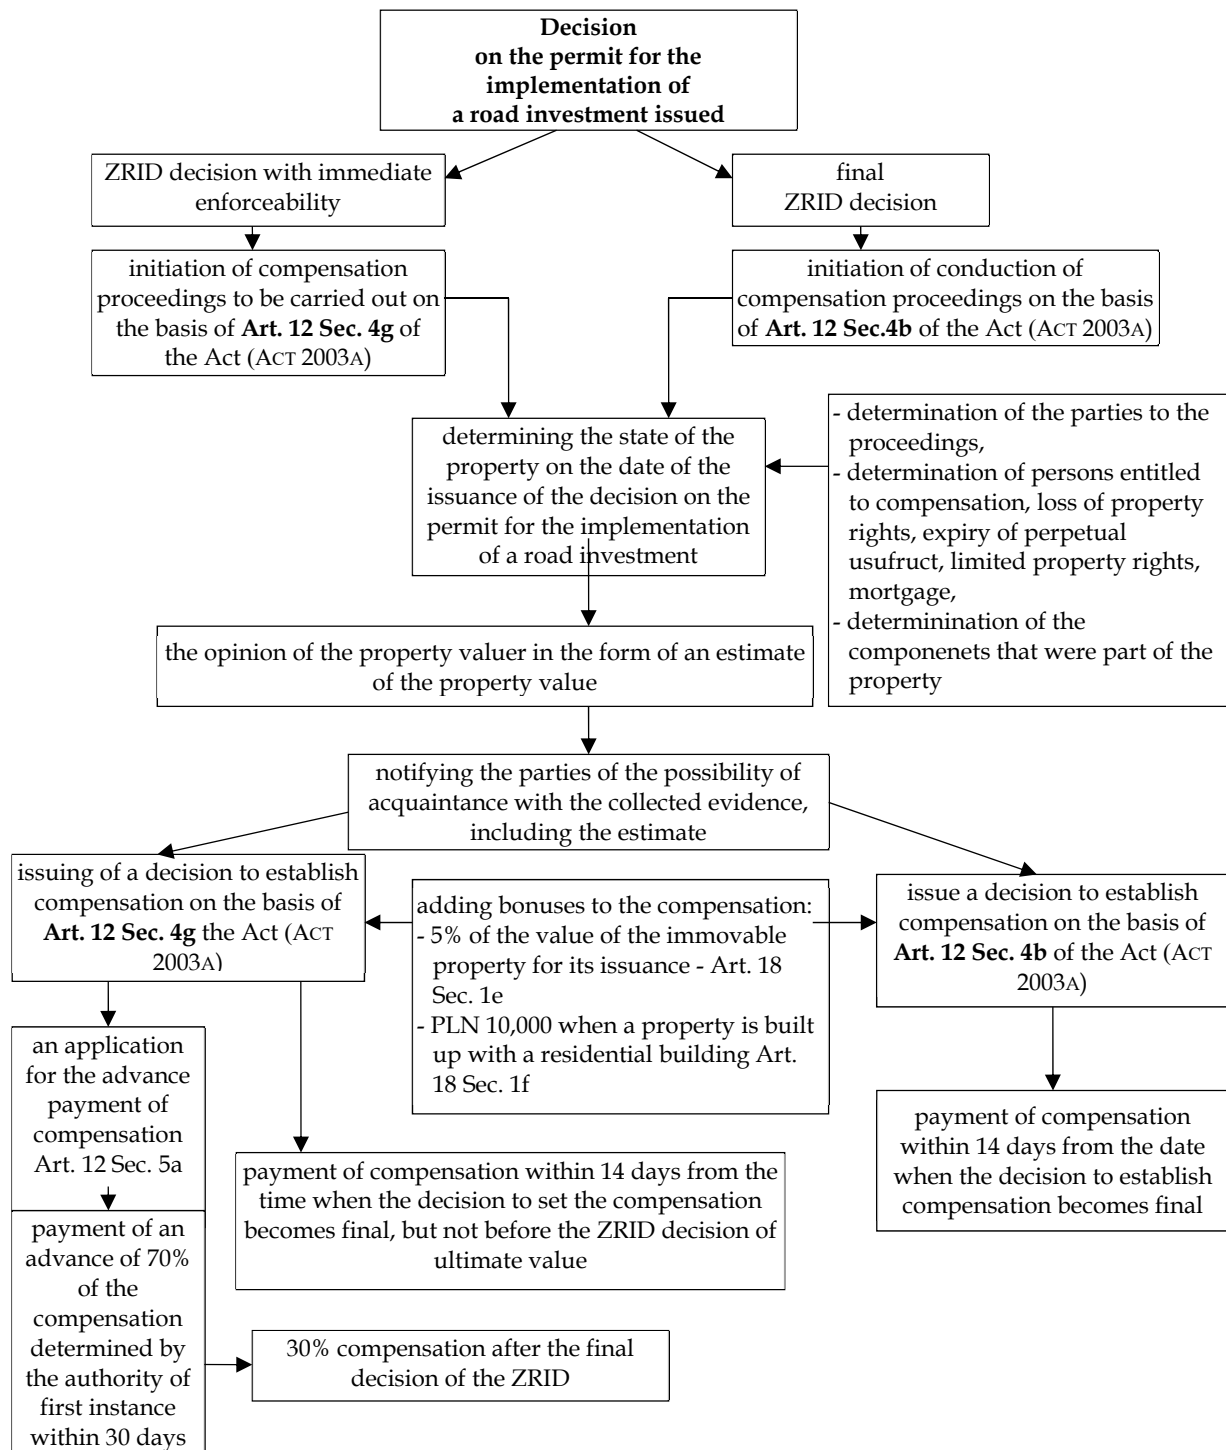 Decision
on the permit for the
implementation of
a road investment issued
ZRID decision with immediate
enforceability
final
ZRID decision
initiation of compensation
proceedings to be carried out on
the basis of Art. 12 Sec. 4g of
the Act (ACT 2003A)
initiation of conduction of
compensation proceedings on the basis
of Art. 12 Sec.4b of the Act (ACT 2003A)
determining the state of the
property on the date of the
issuance of the decision on the
permit for the implementation
of a road investment
- determination of the parties to the
proceedings,
- determination of persons entitled
to compensation, loss of property
rights, expiry of perpetual
usufruct, limited property rights,
mortgage,
- determinination of the
componenets that were part of the
property
the opinion of the property valuer in the form of an estimate
of the property value
notifying the parties of the possibility of
acquaintance with the collected evidence,
including the estimate
issuing of a decision to establish
compensation on the basis of
Art. 12 Sec. 4g the Act (ACT
2003A)
adding bonuses to the compensation:
- 5% of the value of the immovable
property for its issuance - Art. 18
Sec. 1e
- PLN 10,000 when a property is built
up with a residential building Art.
18 Sec. 1f
issue a decision to establish
compensation on the basis of
Art. 12 Sec. 4b of the Act (ACT
2003A)
an application
for the advance
payment of
compensation
Art. 12 Sec. 5a
payment of compensation within 14 days from the
time when the decision to set the compensation
becomes final, but not before the ZRID decision of
ultimate value
payment of compensation
within 14 days from the date
when the decision to establish
compensation becomes final
payment of an
advance of 70%
of the
compensation
determined by
the authority of
first instance
within 30 days
30% compensation after the final
decision of the ZRID